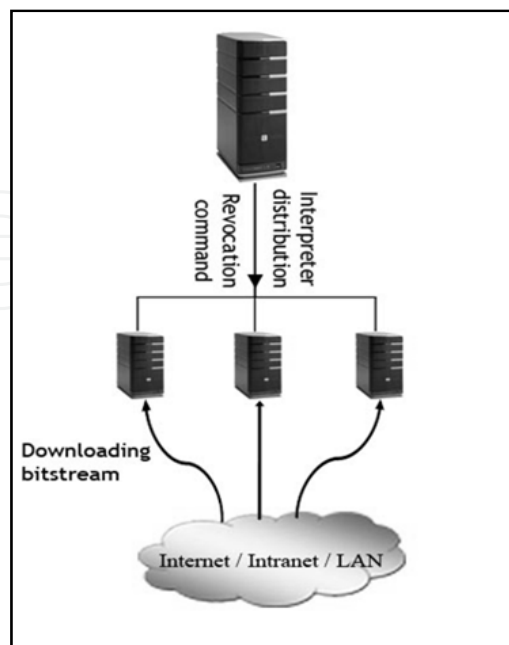 Interpreter
distribution
Revocation
command
Downloading
bitstream
Internet / Intranet / LAN